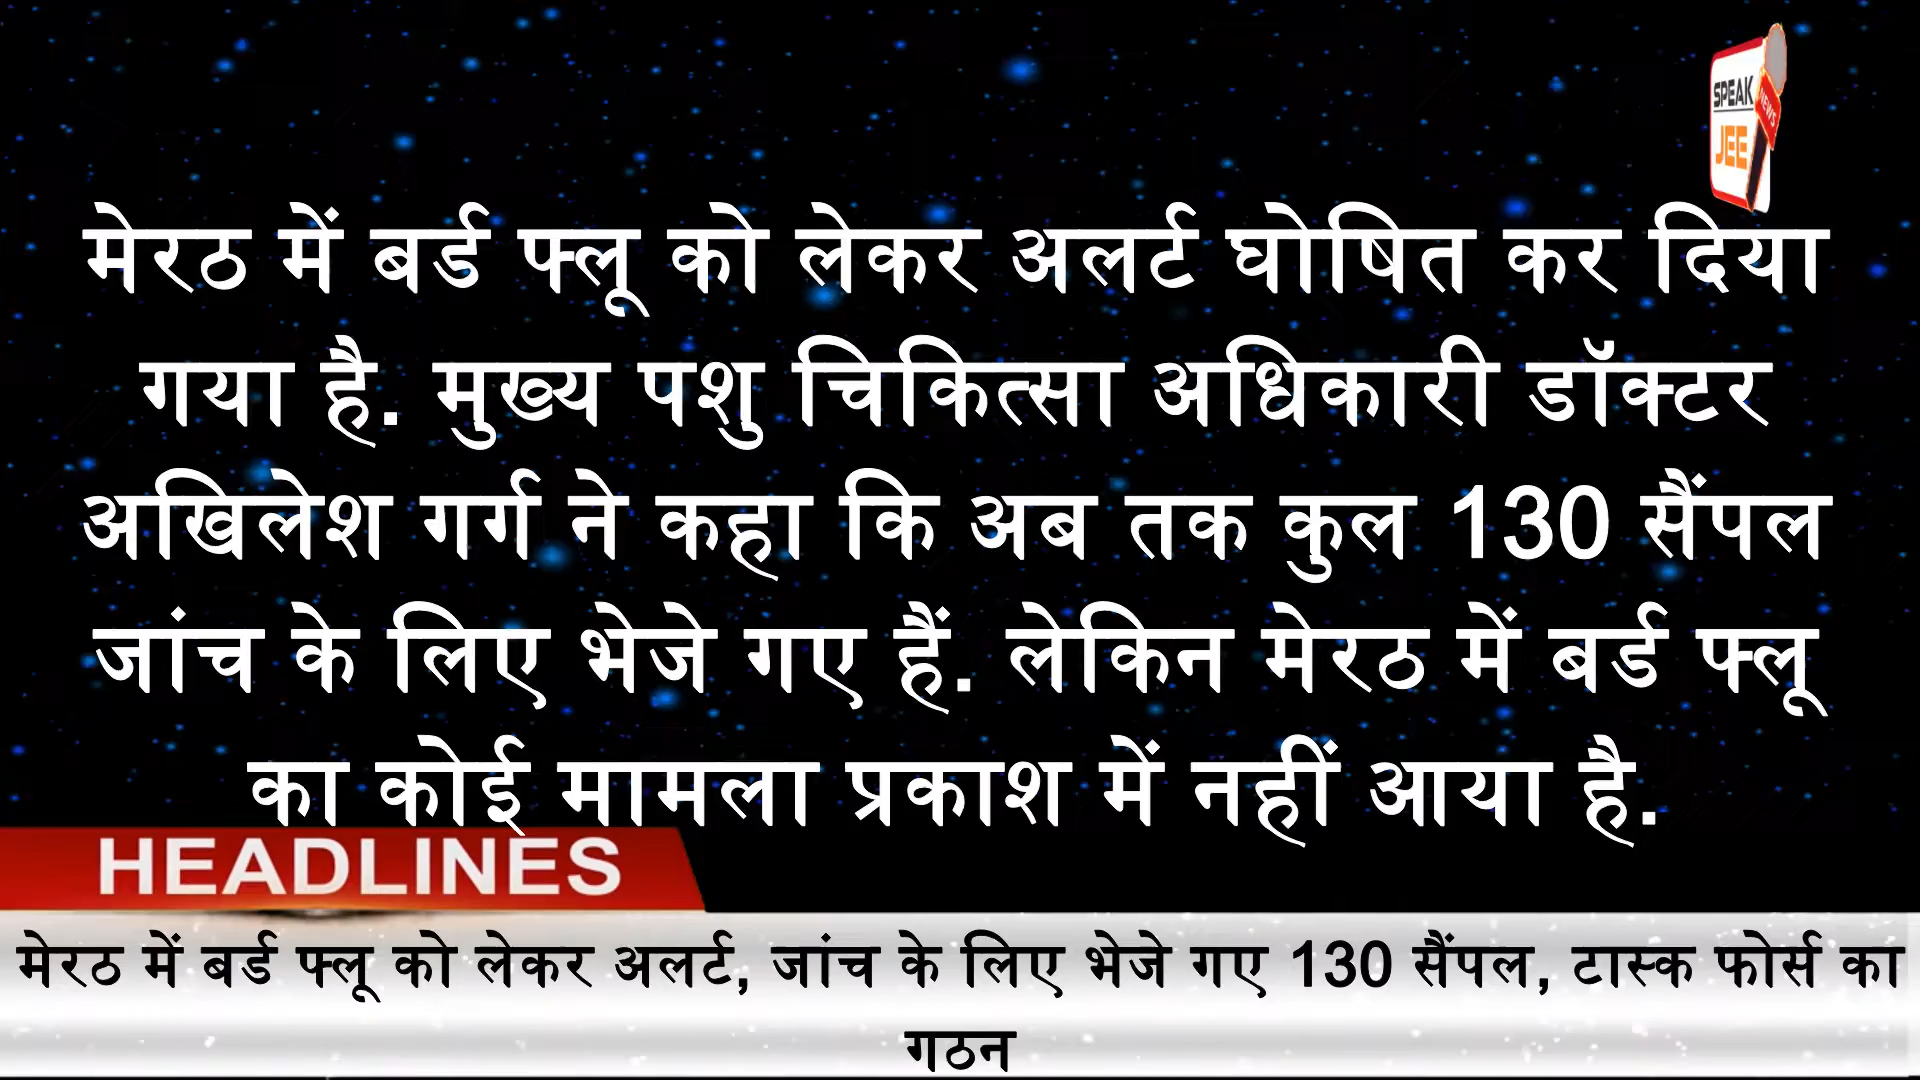 SPEAK
NEWS
JEE
मेरठ में बर्ड फ्लू को लेकर अलर्ट घोषित कर दिया
गया है. मुख्य पशु चिकित्सा अधिकारी डॉक्टर
अखिलेश गर्ग ने कहा कि अब तक कुल 130 सैंपल
जांच के लिए भेजे गए हैं. लेकिन मेरठ में बर्ड फ्लू
का कोई मामला प्रकाश में नहीं आया है.
HEADLINES
मेरठ में बर्ड फ्लू को लेकर अलर्ट, जांच के लिए भेजे गए 130 सैंपल, टास्क फोर्स का
गठन